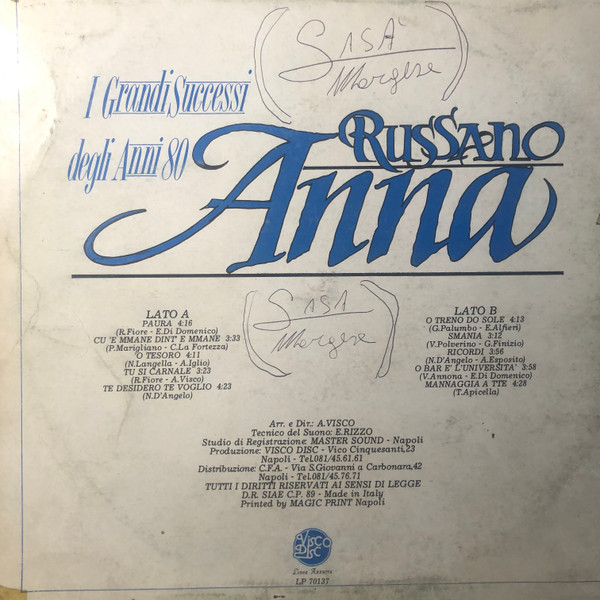 (SASÀ
Margese)
I Grandi Successi
degli Anni 80
RUSSANO
Anna
(SASÀ
Margese)
LATO A
PAURA 4:16
(R.Fiore - E.Di Domenico)
CU 'E MMANE DINT' E MMANE 3:33
(P.Marigliano - C.La Fortezza)
'O TESORO 4:11
(N.Langella - A.Iglio)
TU SI CARNALE 3:23
(R.Fiore - A.Visco)
TE DESIDERO TE VOGLIO 4:23
(N.D'Angelo)
LATO B
O TRENO DO SOLE 4:13
(G.Palumbo - E.Alfieri)
SMANIA 3:12
(V.Polverino - G.Finizio)
RICORDI 3:56
(N.D'Angelo - A.Esposito)
O BAR E' L'UNIVERSITA' 3:58
(V.Annona - E.Di Domenico)
MANNAGGIA A TTE 4:28
(T.Apicella)
Arr. e Dir.: A.VISCO
Tecnico del Suono: E.RIZZO
Studio di Registrazione: MASTER SOUND - Napoli
Produzione: VISCO DISC - Vico Cinquesanti,23
Napoli - Tel.081/45.61.61
Distribuzione: C.F.A. - Via S.Giovanni a Carbonara,42
Napoli - Tel.081/45.76.71
TUTTI I DIRITTI RISERVATI AI SENSI DI LEGGE
D.R. SIAE C.P. 89 - Made in Italy
Printed by MAGIC PRINT Napoli
VISCO
DISC
Linea Azzurra
LP 70137